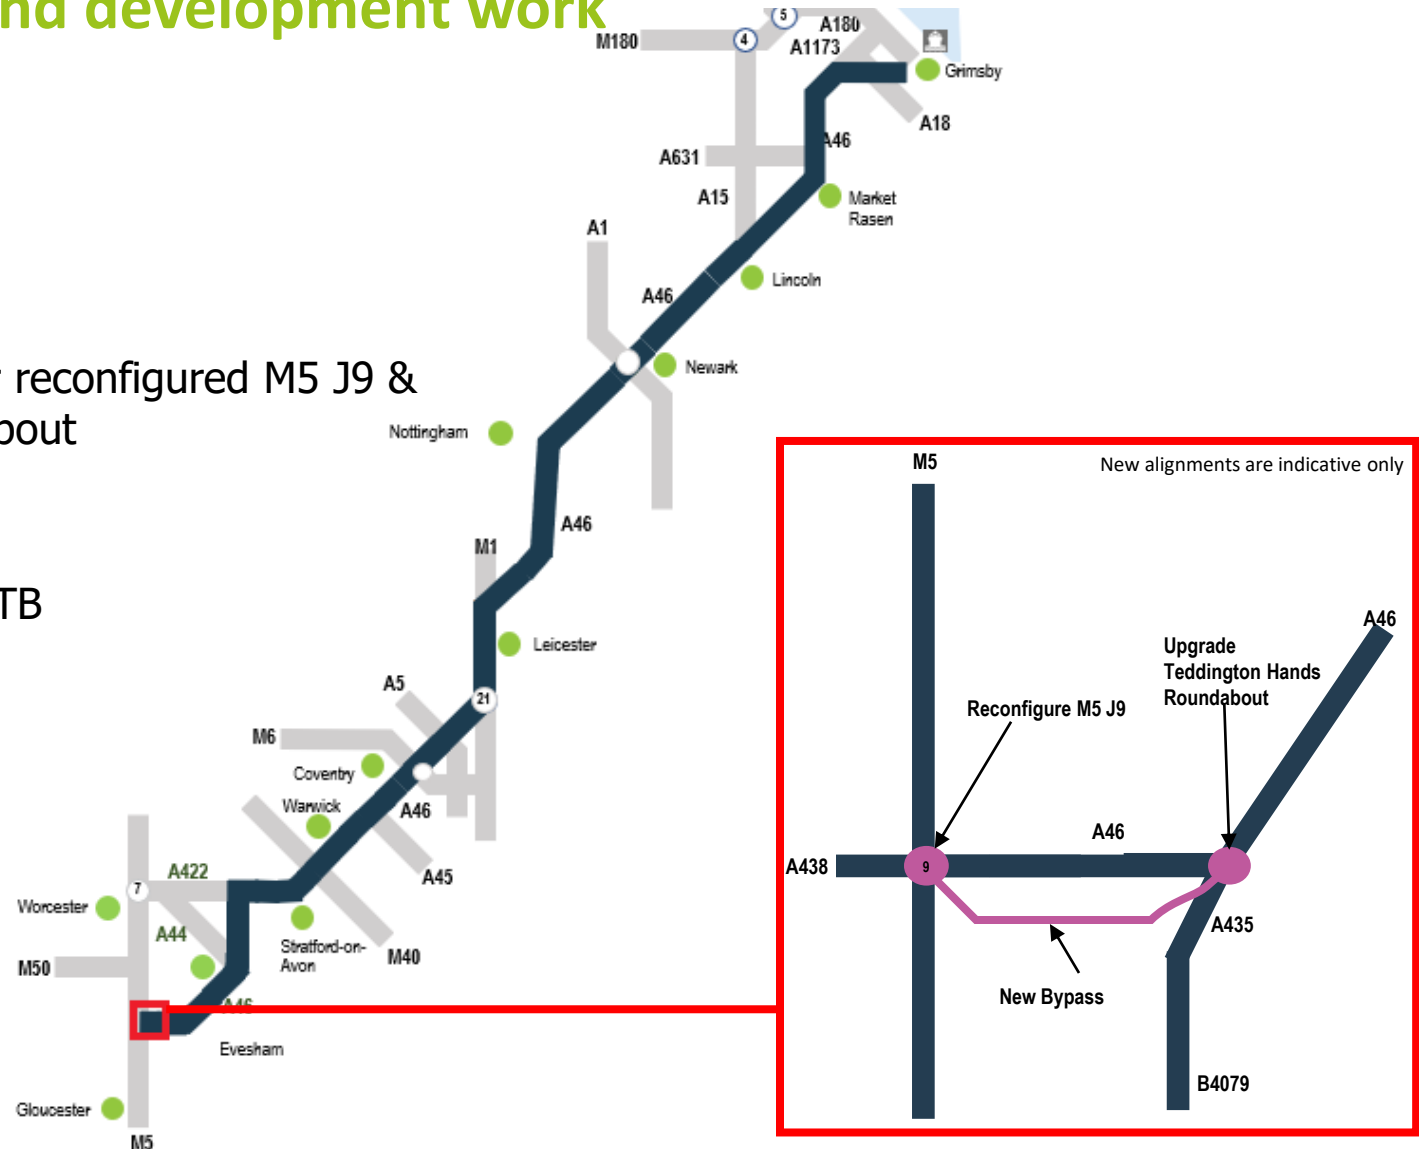 nd development work
M180
4
5
A180
A1173
Grimsby
A18
A631
A46
A15
Market
Rasen
A1
Lincoln
A46
Newark
reconfigured M5 J9 &
Nottingham
New alignments are indicative only
M5
A46
M1
TB
A46
Leicester
Upgrade
Teddington Hands
Roundabout
A5
21
Reconfigure M5 J9
M6
Coventry
Warwick
A46
A46
A438
9
A422
A45
7
Worcester
A44
Stratford-on-
Avon
M40
A435
M50
New Bypass
A46
Evesham
B4079
Gloucester
M5